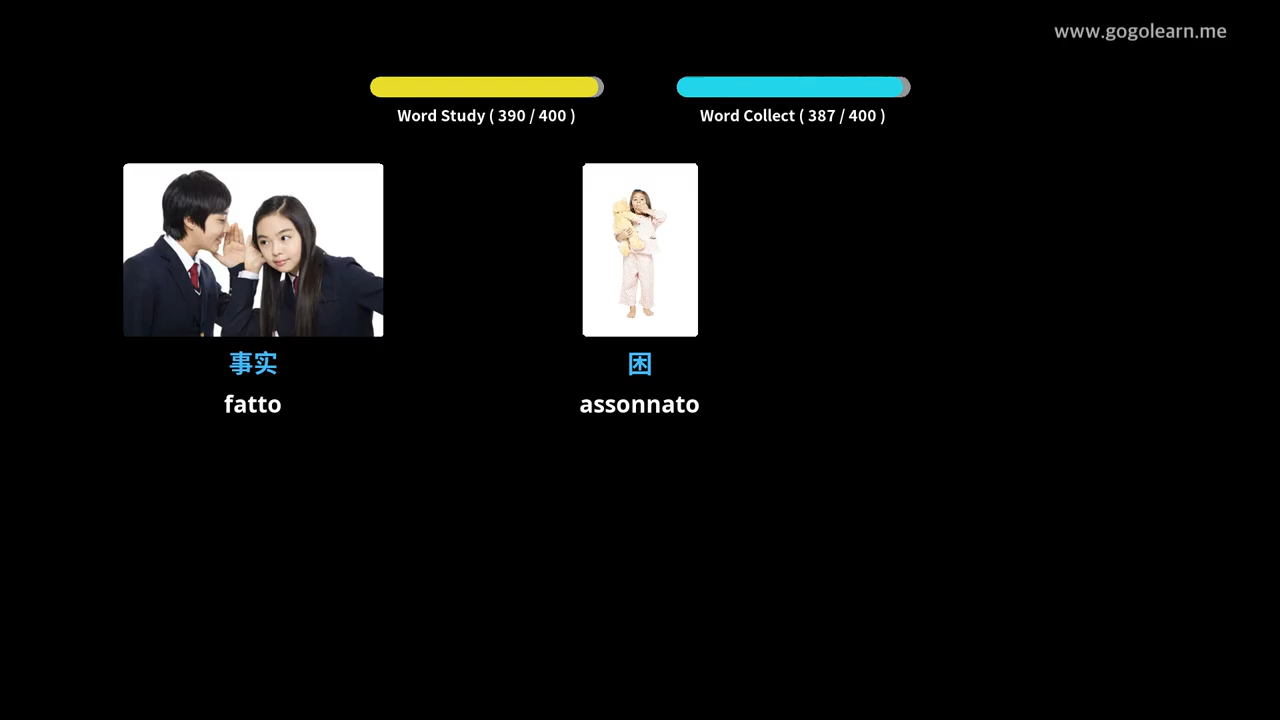 www.gogolearn.me
Word Study ( 390 / 400 )
Word Collect ( 387 / 400 )
事实
fatto
困
assonnato